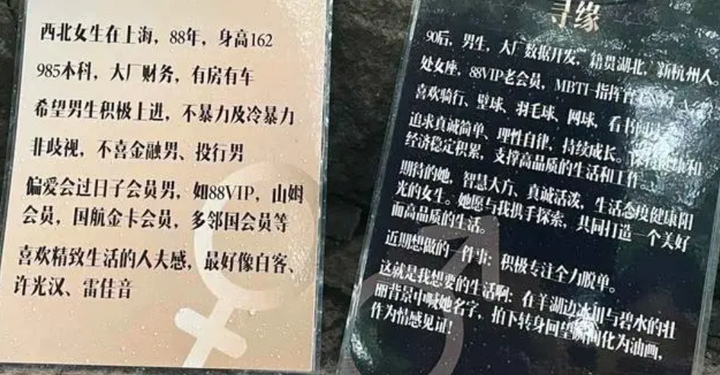 西北女生在上海，88年，身高162
985本科，大厂财务，有房有车
希望男生积极上进，不暴力及冷暴力
非歧视，不喜金融男、投行男
偏爱会过日子会员男，如88VIP，山姆
会员，国航金卡会员，多邻国会员等
喜欢精致生活的人夫感，最好像白客、
许光汉、雷佳音
寻缘
90后，男生，大厂数据开发，籍贯湖北，新杭州人，
处女座，88VIP老会员，MBTI-指挥官
喜欢骑行、壁球、羽毛球、网球、看书
追求真诚简单、理性自律，持续成长。
经济稳定积累，支撑高品质的生活和工作。
期待的她，智慧大方，真诚活泼，生活态度健康阳
光的女生。她愿与我携手探索，共同打造一个美好
而高品质的生活。
近期想做的一件事：积极专注全力脱单。
这就是我想要的生活啊：在羊湖边冰川与碧水的壮
丽背景中喊她名字，拍下转身回望瞬间化为油画，
作为情感见证！